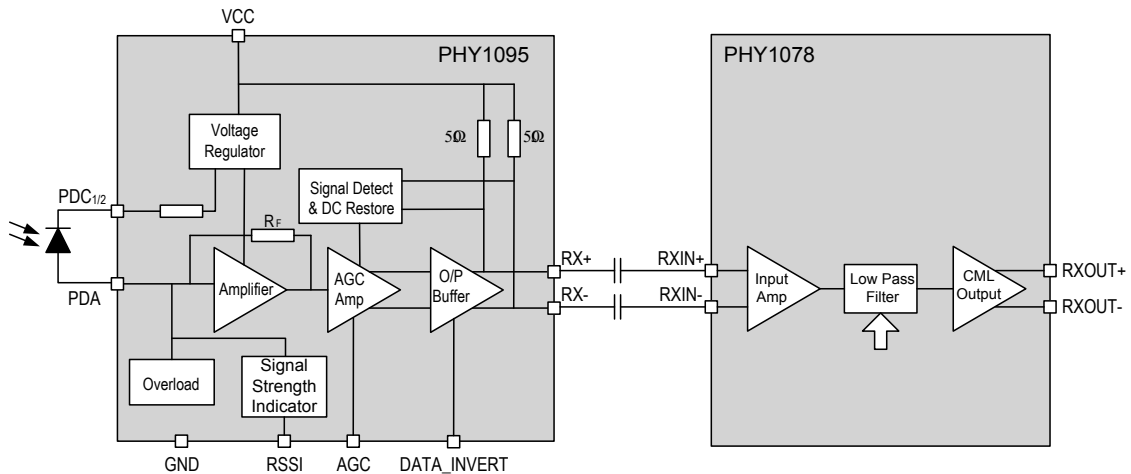 VCC
PHY1095
PHY1078
Voltage
Regulator
50Ω
50Ω
PDC1/2
Signal Detect
& DC Restore
RF
PDA
Amplifier
AGC
Amp
O/P
Buffer
RX+
RX-
RXIN+
RXIN-
Input
Amp
Low Pass
Filter
CML
Output
RXOUT+
RXOUT-
Overload
Signal
Strength
Indicator
GND
RSSI
AGC
DATA_INVERT